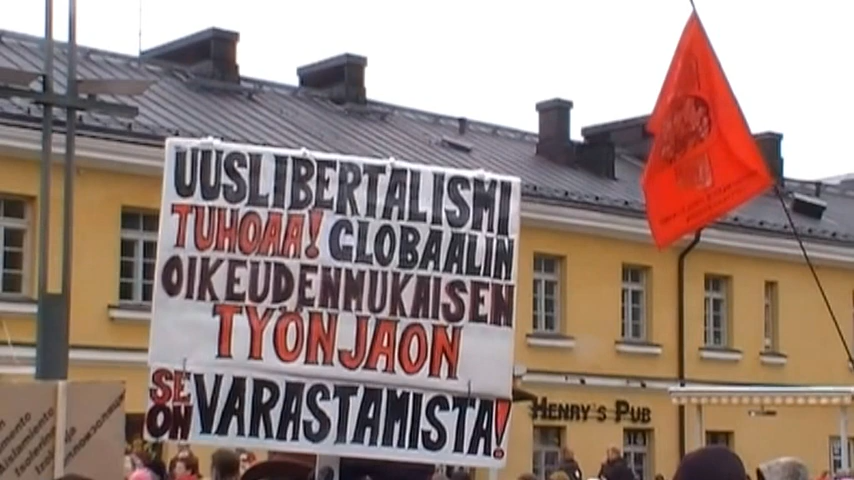 UUSLIBERTALISMI
TUHOAA! GLOBAALIN
OIKEUDENMUKAISEN
TYÖNJAON
SE ON VARASTAMISTA!
HENRY'S PUB